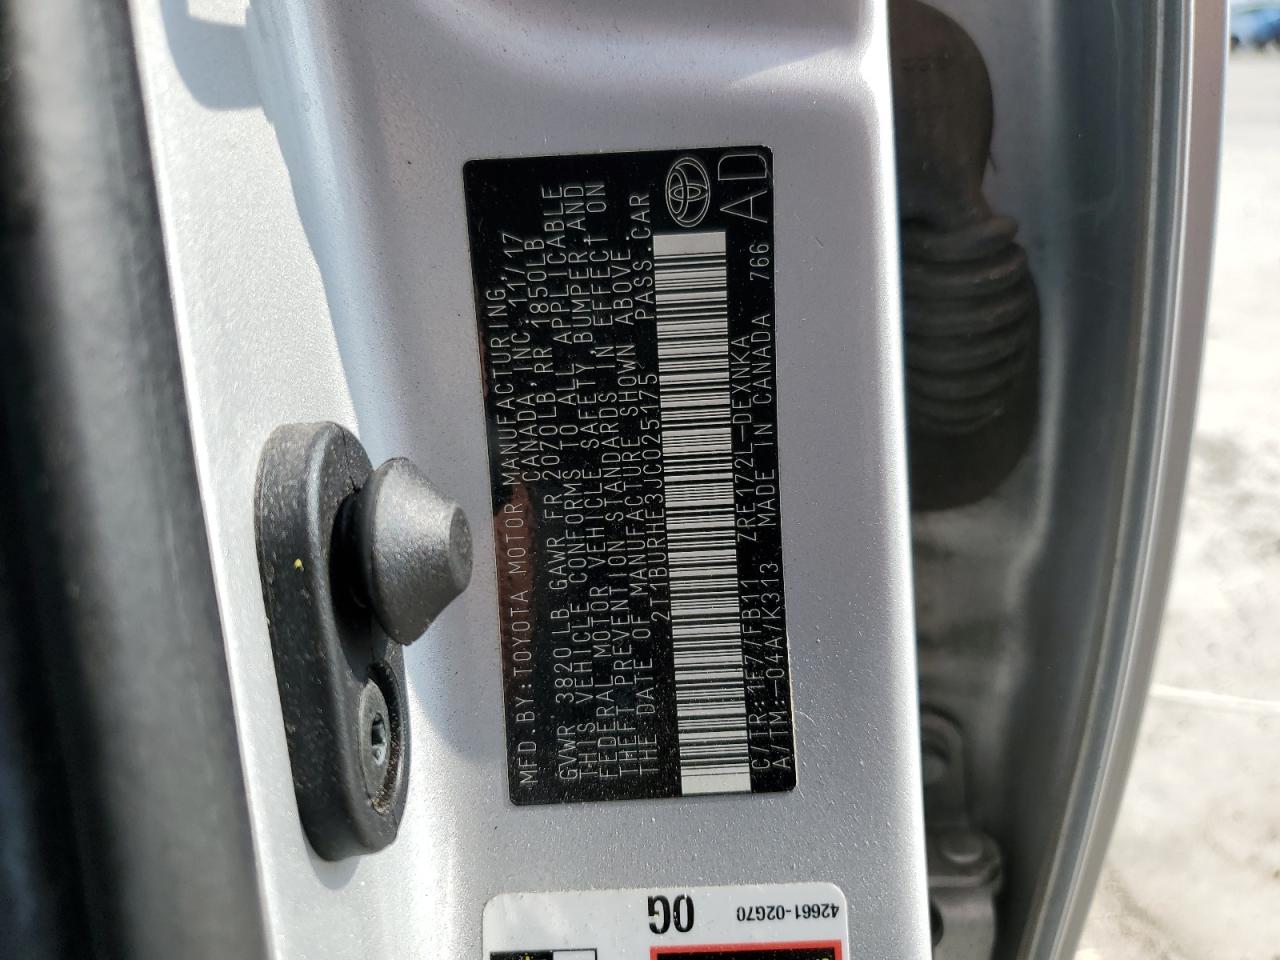 MFD.BY:TOYOTA MOTOR MANUFACTURING,
CANADA,INC. 11/17
GVWR 3820 LB GAWR FR 2070LB,RR 1850LB
THIS VEHICLE CONFORMS TO ALL APPLICABLE
FEDERAL MOTOR VEHICLE SAFETY,BUMPER,AND
THEFT PREVENTION STANDARDS IN EFFECT ON
THE DATE OF MANUFACTURE SHOWN ABOVE.
2T1BURHE3JC025175 PASS.CAR
C/TR:1F7/FB11 ZRE172L-DEXNKA 766 AD
A/TM:-04A/K313 MADE IN CANADA
42661-02G70
0G